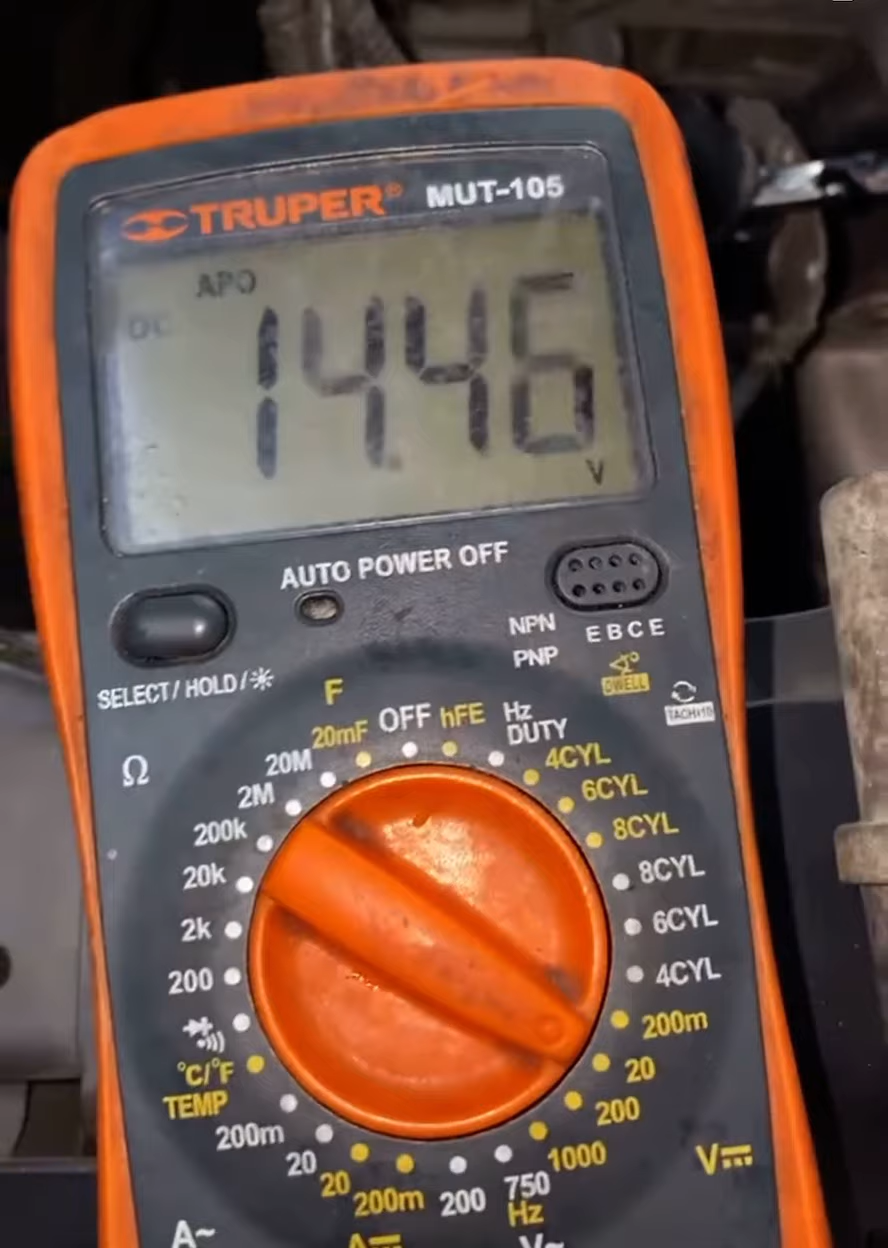 TRUPER® MUT-105
APO
DC
14.46
V
AUTO POWER OFF
SELECT / HOLD /
NPN
PNP
E B C E
DWELL
TACH×10
F
Ω
20mF
OFF
hFE
Hz
DUTY
20M
4CYL
2M
6CYL
200k
8CYL
20k
8CYL
2k
6CYL
200
4CYL
200m
°C/°F
TEMP
20
200m
200
20
1000
20
200m
200
750
Hz
V⎓
A~
A⎓
V~